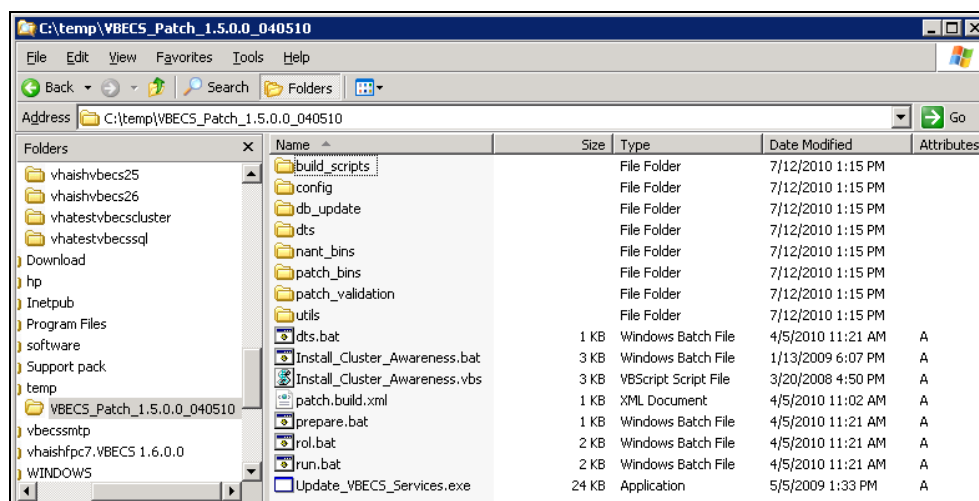 C:\temp\VBECS_Patch_1.5.0.0_040510
File Edit View Favorites Tools Help
Back Search Folders
Address C:\temp\VBECS_Patch_1.5.0.0_040510 Go
Folders x
vhaishvbecs25
vhaishvbecs26
vhatestvbecscluster
vhatestvbecssql
Download
hp
Inetpub
Program Files
software
Support pack
temp
VBECS_Patch_1.5.0.0_040510
vbecssmtp
vhaishfpc7.VBECS 1.6.0.0
WINDOWS
Name Size Type Date Modified Attributes
build_scripts File Folder 7/12/2010 1:15 PM
config File Folder 7/12/2010 1:15 PM
db_update File Folder 7/12/2010 1:15 PM
dts File Folder 7/12/2010 1:15 PM
nant_bins File Folder 7/12/2010 1:15 PM
patch_bins File Folder 7/12/2010 1:15 PM
patch_validation File Folder 7/12/2010 1:15 PM
utils File Folder 7/12/2010 1:15 PM
dts.bat 1 KB Windows Batch File 4/5/2010 11:21 AM A
Install_Cluster_Awareness.bat 3 KB Windows Batch File 1/13/2009 6:07 PM A
Install_Cluster_Awareness.vbs 3 KB VBScript Script File 3/20/2008 4:50 PM A
patch.build.xml 1 KB XML Document 4/5/2010 11:02 AM A
prepare.bat 1 KB Windows Batch File 4/5/2010 11:21 AM A
rol.bat 2 KB Windows Batch File 4/5/2010 11:21 AM A
run.bat 2 KB Windows Batch File 4/5/2010 11:21 AM A
Update_VBECS_Services.exe 24 KB Application 5/5/2009 1:33 PM A